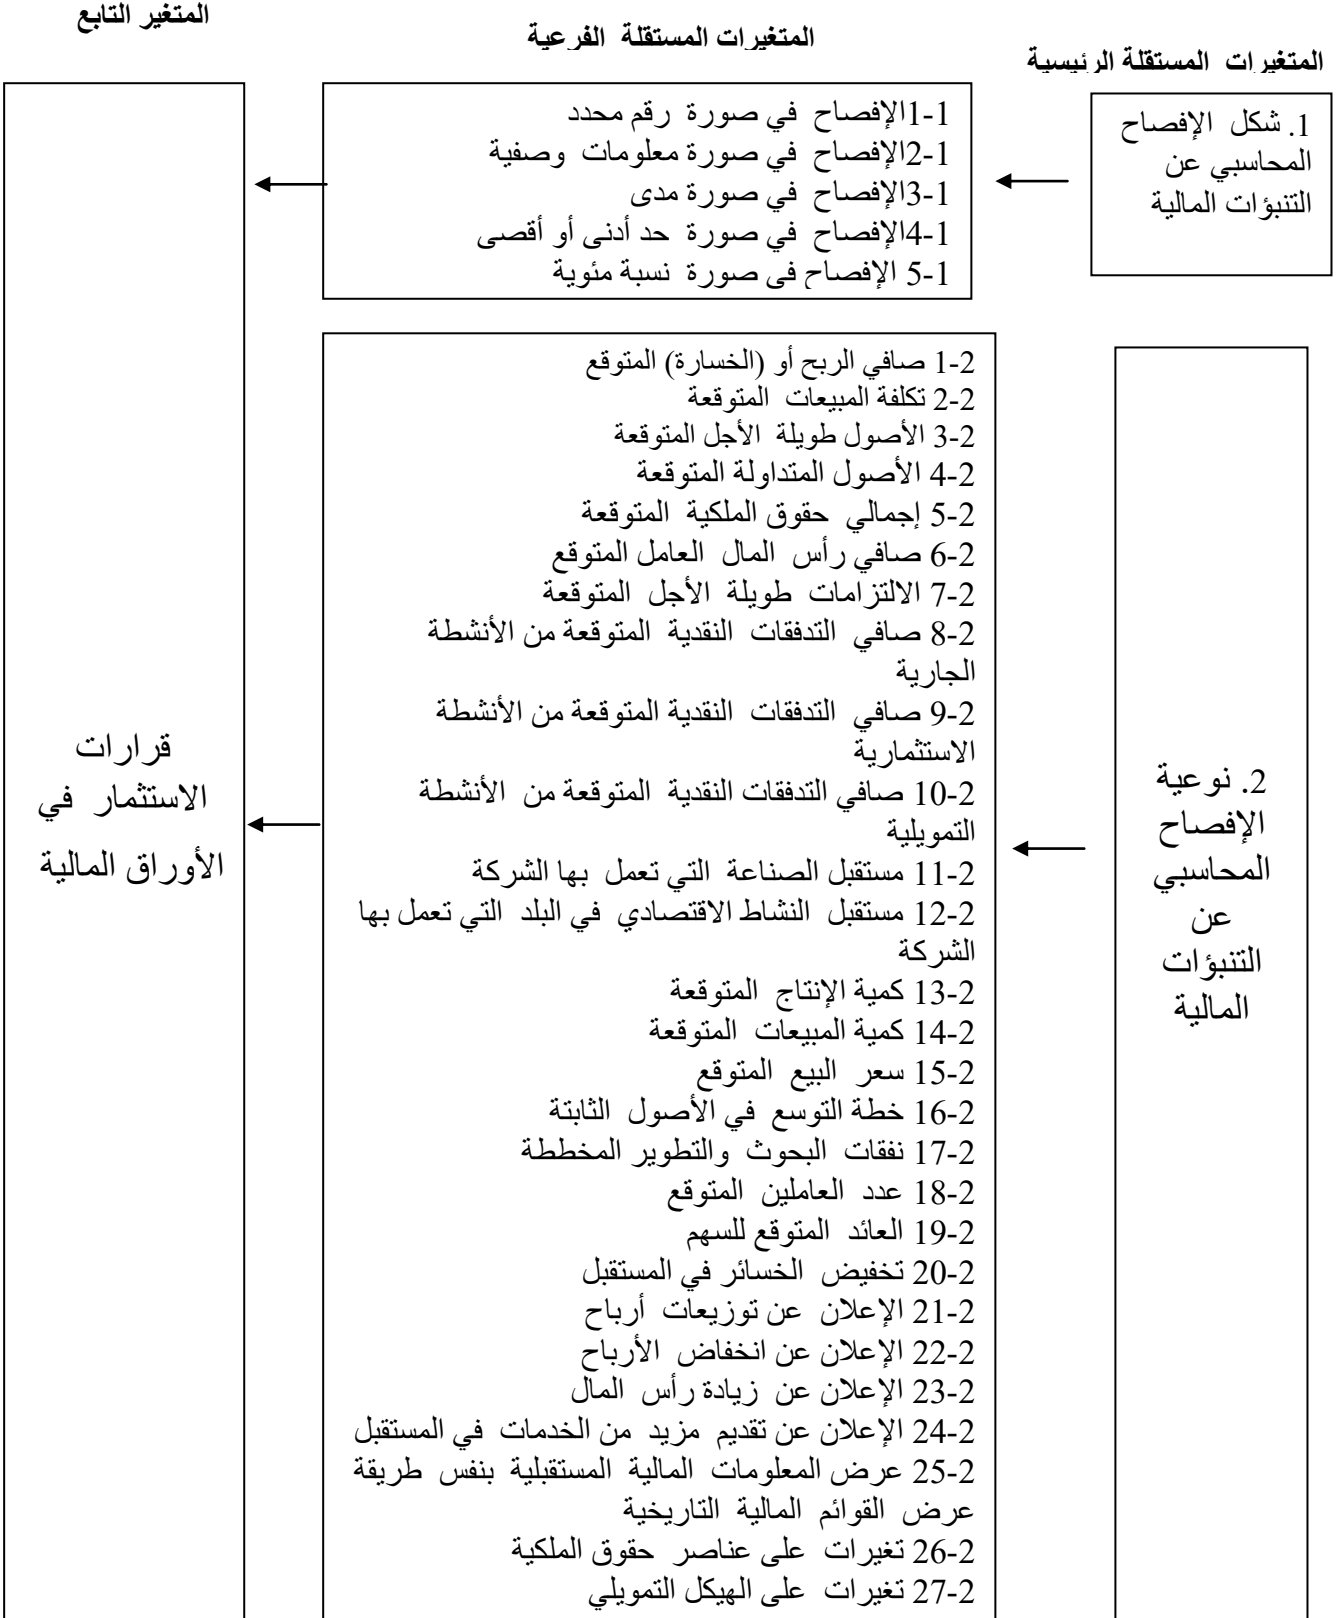 المتغيرات المستقلة الرئيسية
المتغيرات المستقلة الفرعية
المتغير التابع
1. شكل الإفصاح
المحاسبي عن
التنبؤات المالية
1-1الإفصاح في صورة رقم محدد
2-1الإفصاح في صورة معلومات وصفية
3-1الإفصاح في صورة مدى
4-1الإفصاح في صورة حد أدنى أو أقصى
5-1 الإفصاح في صورة نسبة مئوية
2. نوعية
الإفصاح
المحاسبي
عن
التنبؤات
المالية
1-2 صافي الربح أو (الخسارة) المتوقع
2-2 تكلفة المبيعات المتوقعة
3-2 الأصول طويلة الأجل المتوقعة
4-2 الأصول المتداولة المتوقعة
5-2 إجمالي حقوق الملكية المتوقعة
6-2 صافي رأس المال العامل المتوقع
7-2 الالتزامات طويلة الأجل المتوقعة
8-2 صافي التدفقات النقدية المتوقعة من الأنشطة
الجارية
9-2 صافي التدفقات النقدية المتوقعة من الأنشطة
الاستثمارية
10-2 صافي التدفقات النقدية المتوقعة من الأنشطة
التمويلية
11-2 مستقبل الصناعة التي تعمل بها الشركة
12-2 مستقبل النشاط الاقتصادي في البلد التي تعمل بها
الشركة
13-2 كمية الإنتاج المتوقعة
14-2 كمية المبيعات المتوقعة
15-2 سعر البيع المتوقع
16-2 خطة التوسع في الأصول الثابتة
17-2 نفقات البحوث والتطوير المخططة
18-2 عدد العاملين المتوقع
19-2 العائد المتوقع للسهم
20-2 تخفيض الخسائر في المستقبل
21-2 الإعلان عن توزيعات أرباح
22-2 الإعلان عن انخفاض الأرباح
23-2 الإعلان عن زيادة رأس المال
24-2 الإعلان عن تقديم مزيد من الخدمات في المستقبل
25-2 عرض المعلومات المالية المستقبلية بنفس طريقة
عرض القوائم المالية التاريخية
26-2 تغيرات على عناصر حقوق الملكية
27-2 تغيرات على الهيكل التمويلي
قرارات
الاستثمار في
الأوراق المالية